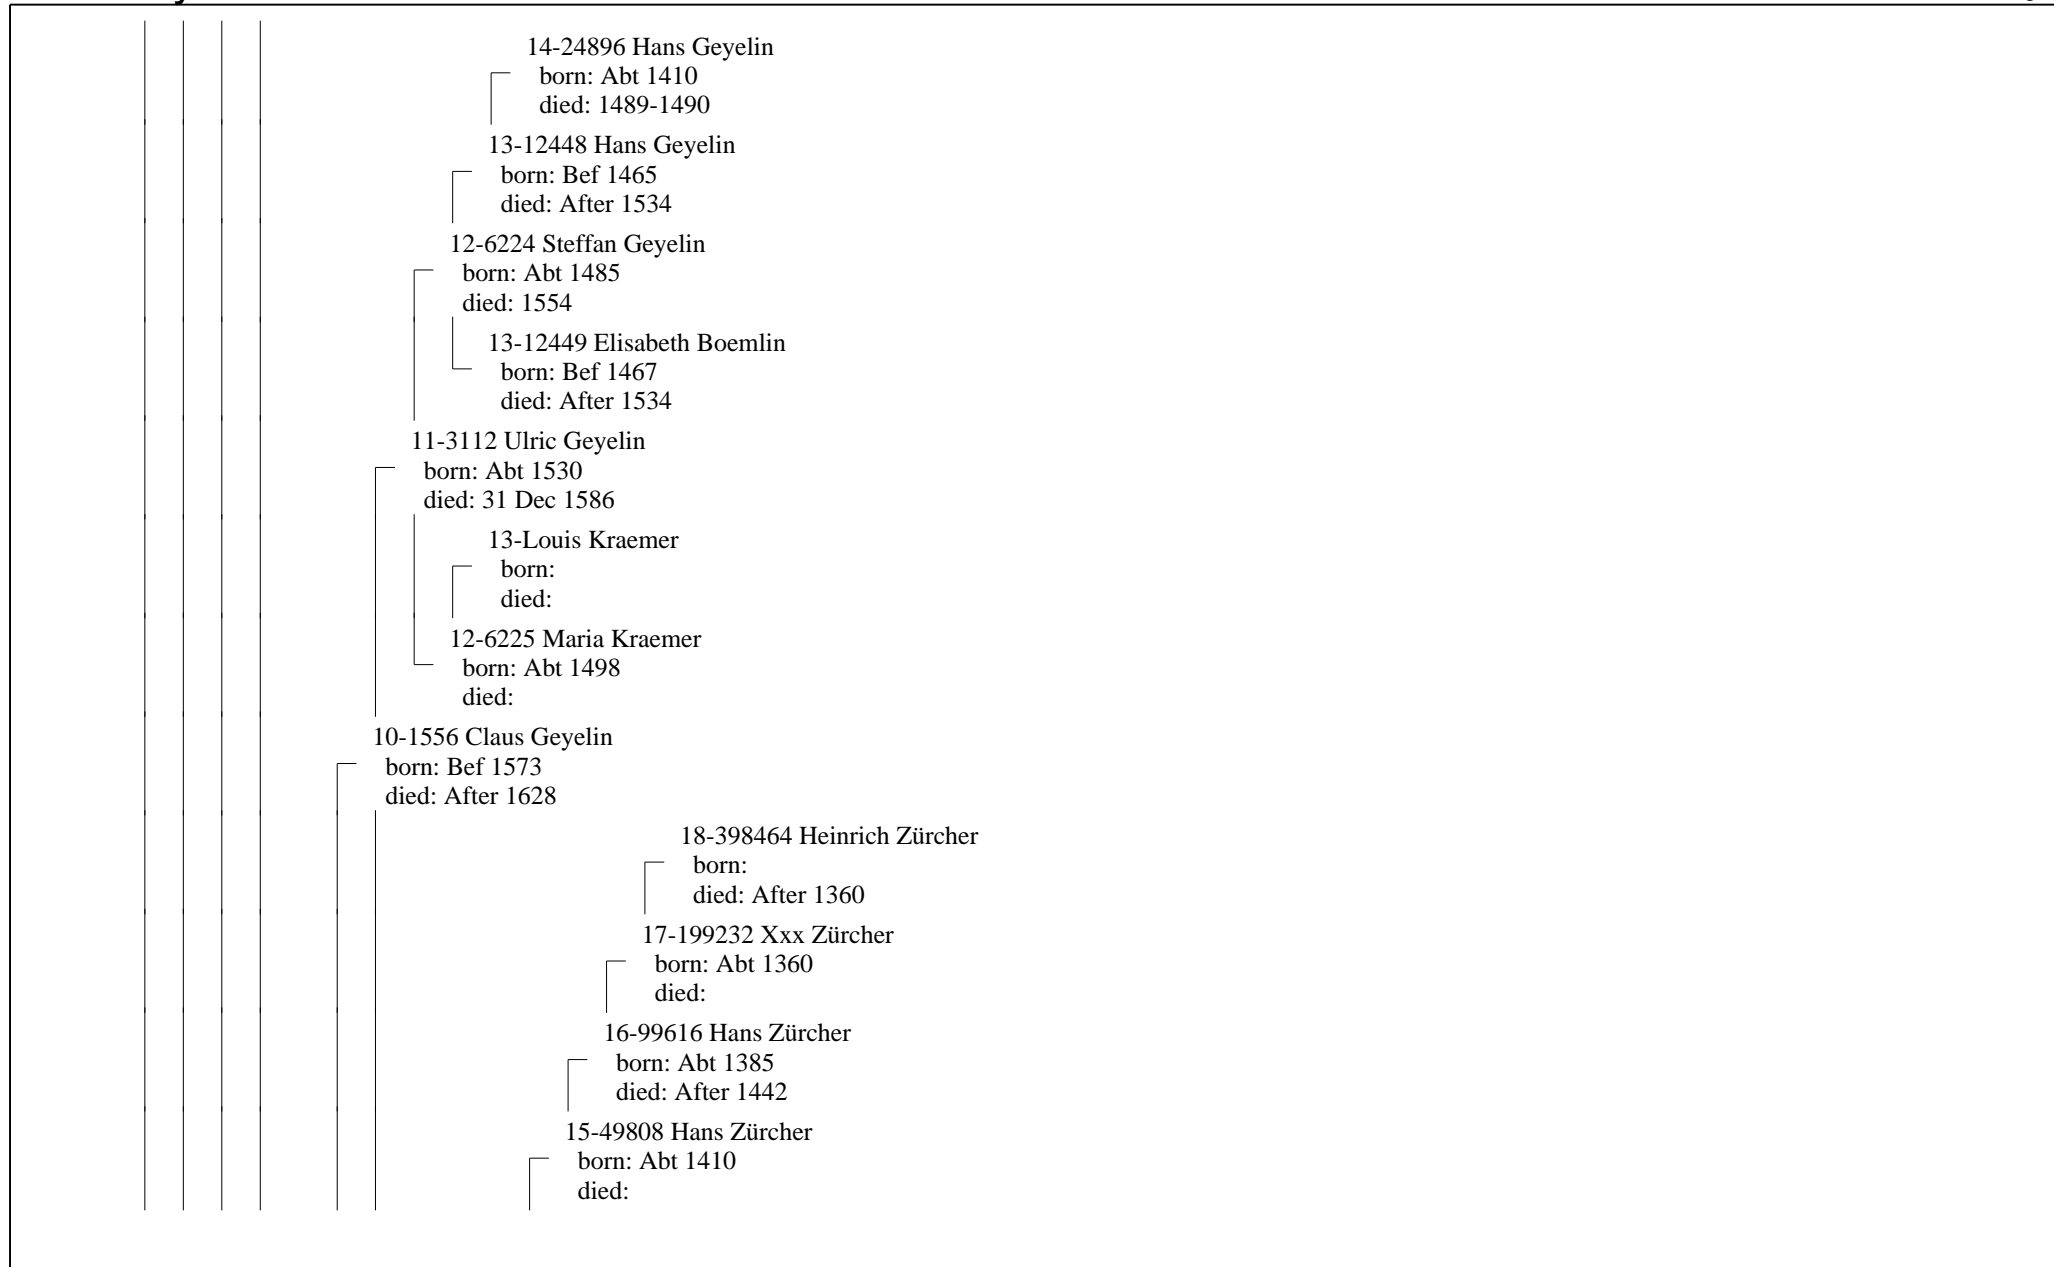 14-24896 Hans Geyelin
born: Abt 1410
died: 1489-1490
13-12448 Hans Geyelin
born: Bef 1465
died: After 1534
12-6224 Steffan Geyelin
born: Abt 1485
died: 1554
13-12449 Elisabeth Boemlin
born: Bef 1467
died: After 1534
11-3112 Ulric Geyelin
born: Abt 1530
died: 31 Dec 1586
13-Louis Kraemer
born:
died:
12-6225 Maria Kraemer
born: Abt 1498
died:
10-1556 Claus Geyelin
born: Bef 1573
died: After 1628
18-398464 Heinrich Zürcher
born:
died: After 1360
17-199232 Xxx Zürcher
born: Abt 1360
died:
16-99616 Hans Zürcher
born: Abt 1385
died: After 1442
15-49808 Hans Zürcher
born: Abt 1410
died: